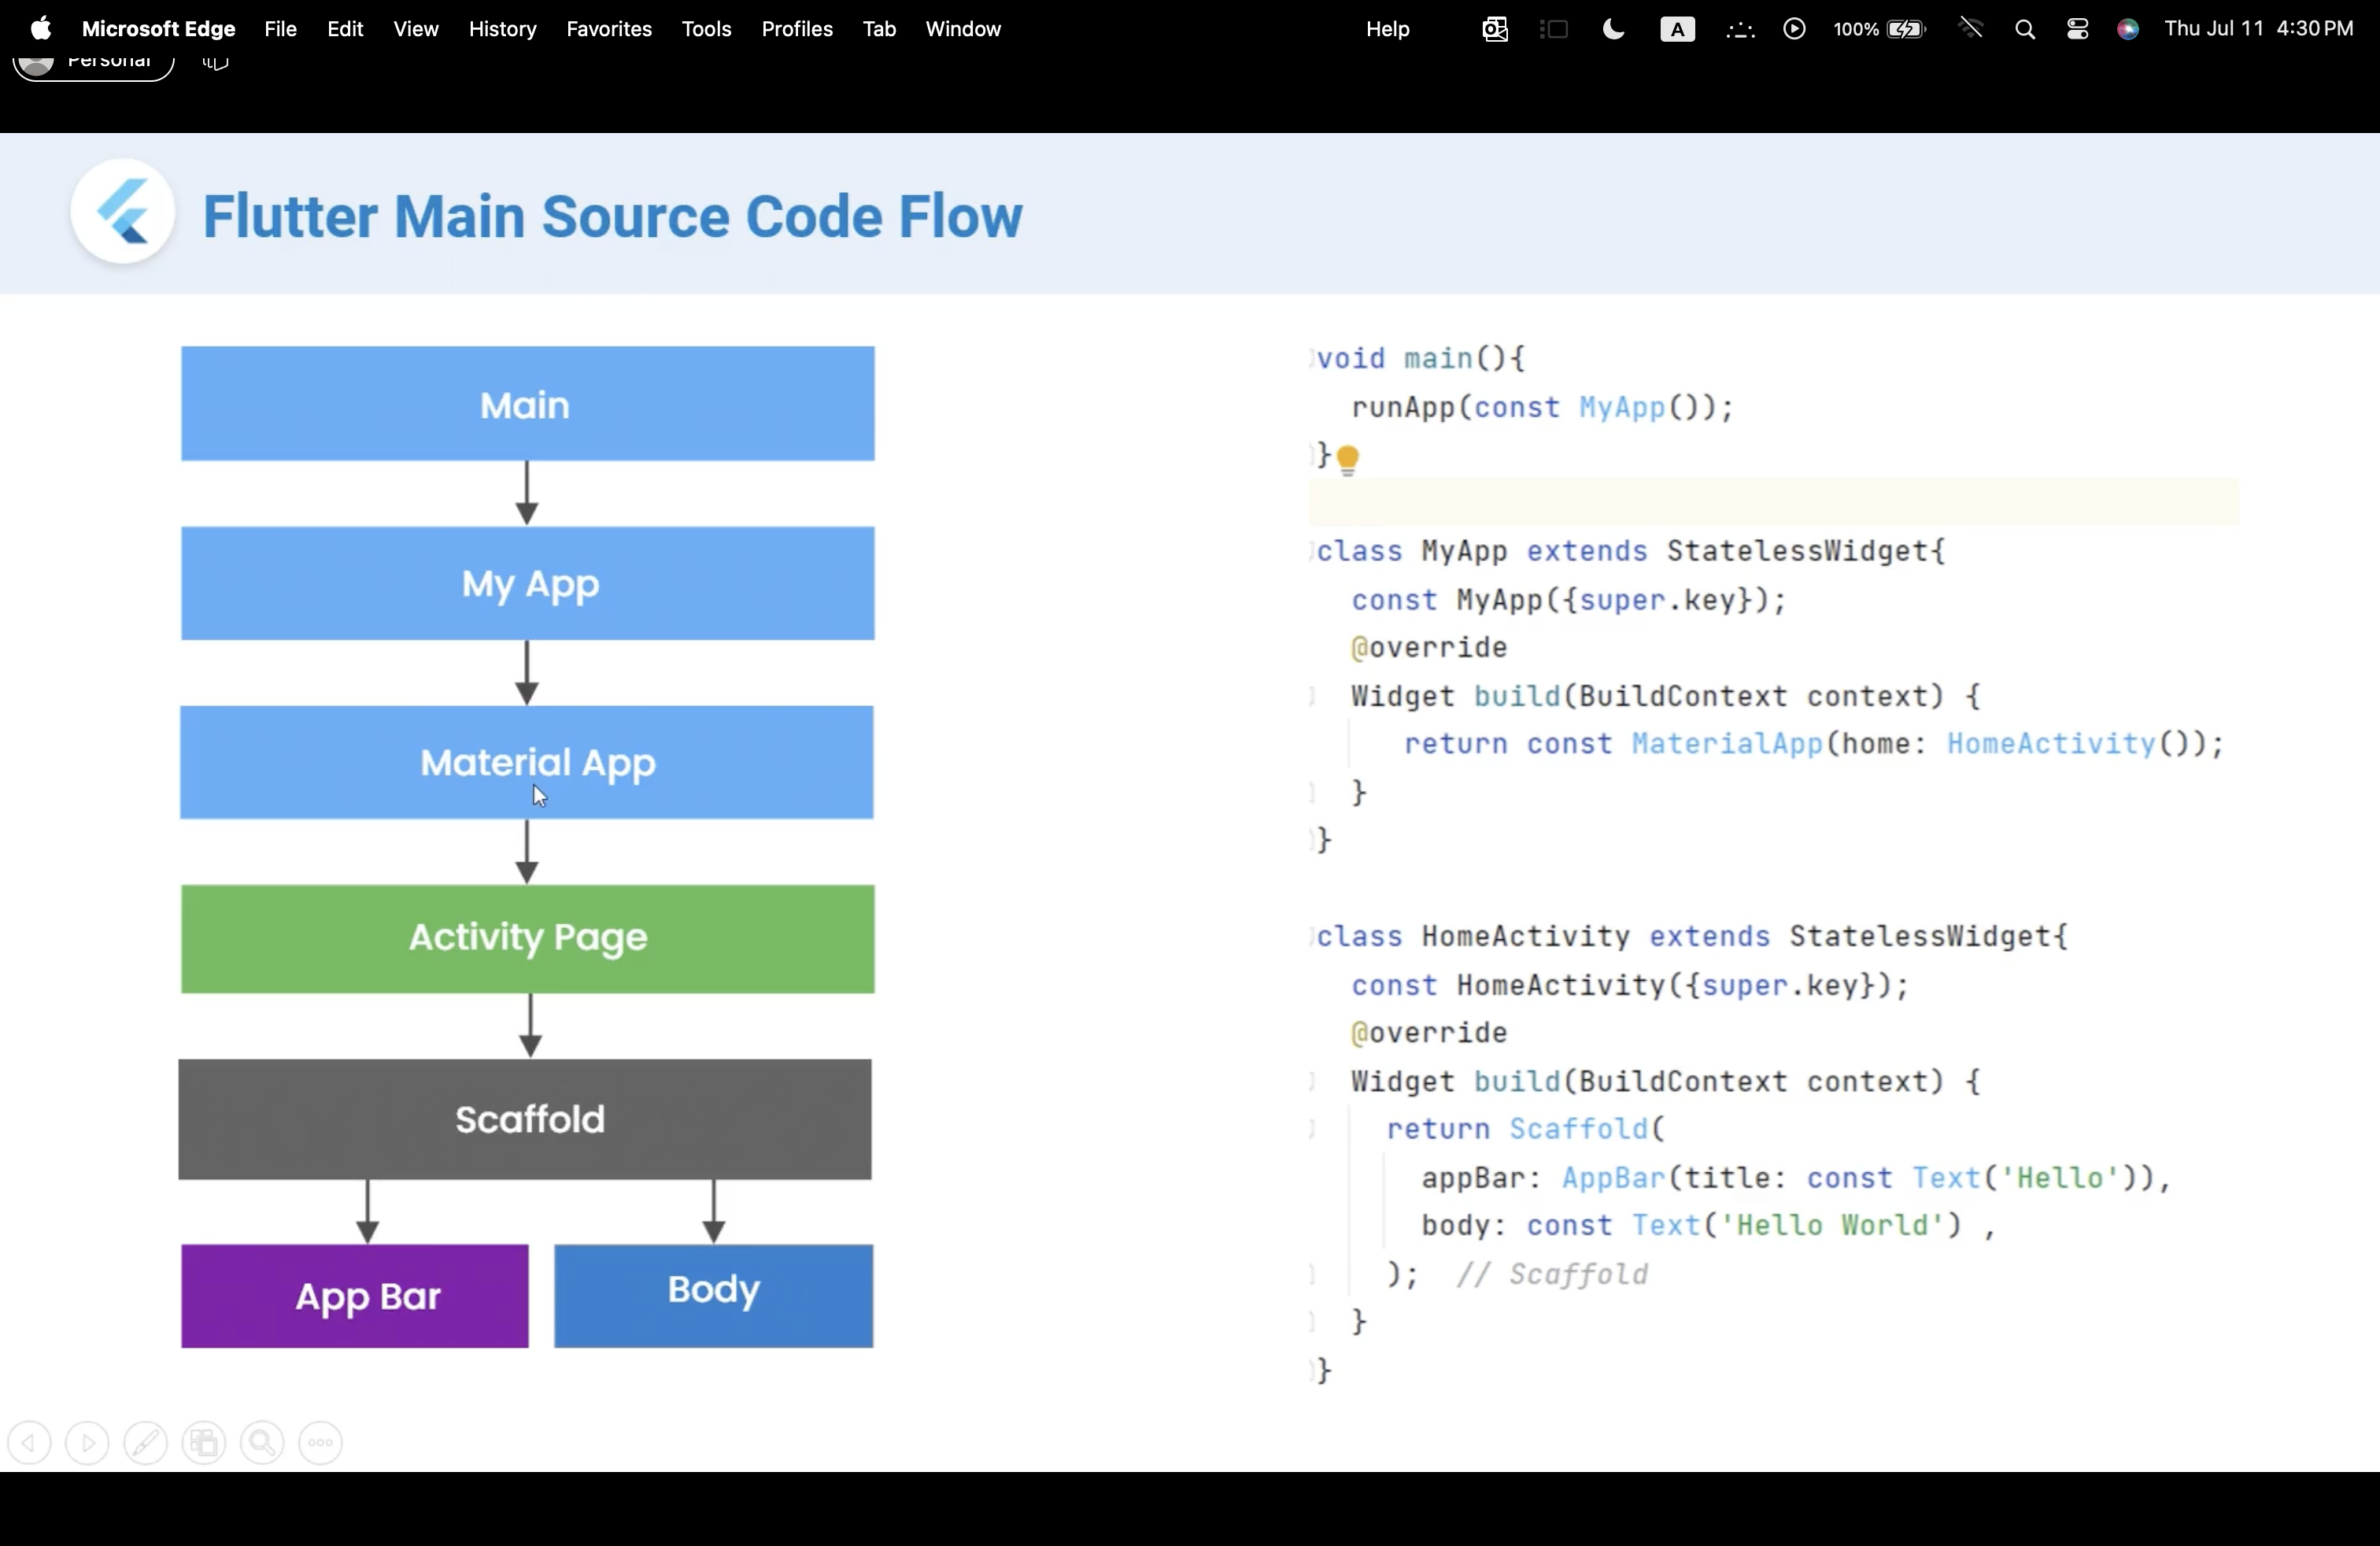 Microsoft Edge File Edit View History Favorites Tools Profiles Tab Window Help A 100% Thu Jul 11 4:30 PM
Personal
Flutter Main Source Code Flow
Main
My App
Material App
Activity Page
Scaffold
App Bar
Body
void main(){
runApp(const MyApp());
}
class MyApp extends StatelessWidget{
const MyApp({super.key});
@override
Widget build(BuildContext context) {
return const MaterialApp(home: HomeActivity());
}
}
class HomeActivity extends StatelessWidget{
const HomeActivity({super.key});
@override
Widget build(BuildContext context) {
return Scaffold(
appBar: AppBar(title: const Text('Hello')),
body: const Text('Hello World') ,
); // Scaffold
}
}